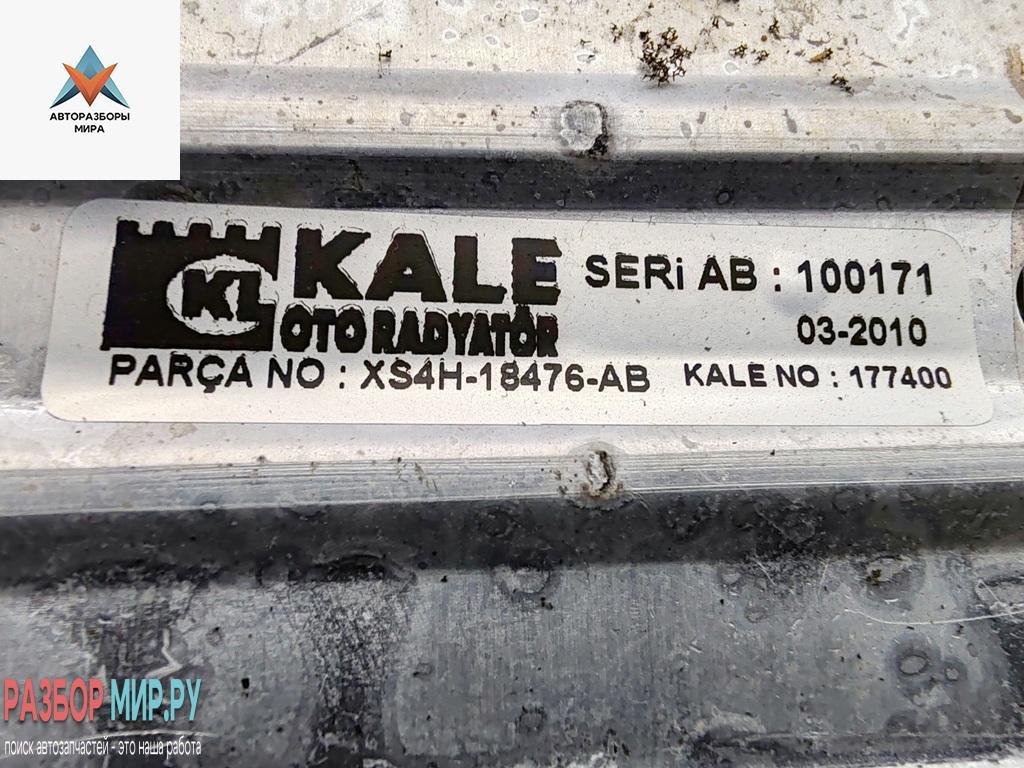 АВТОРАЗБОРЫ
МИРА
KL
KALE
OTO RADYATÖR
SERİ AB : 100171
03-2010
PARÇA NO : XS4H-18476-AB KALE NO : 177400
РАЗБОР МИР.РУ
поиск автозапчастей - это наша работа